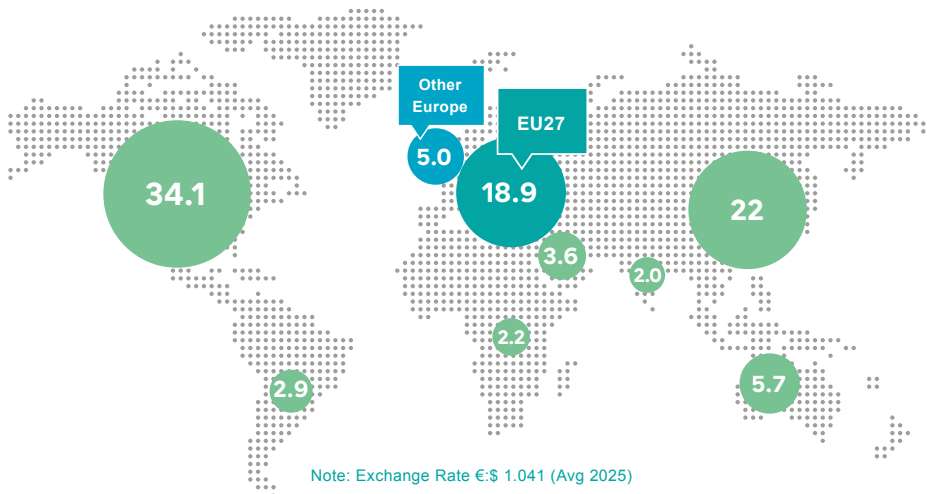 Other
Europe
EU27
5.0
34.1
18.9
22
3.6
2.0
2.2
2.9
5.7
Note: Exchange Rate €:$ 1.041 (Avg 2025)